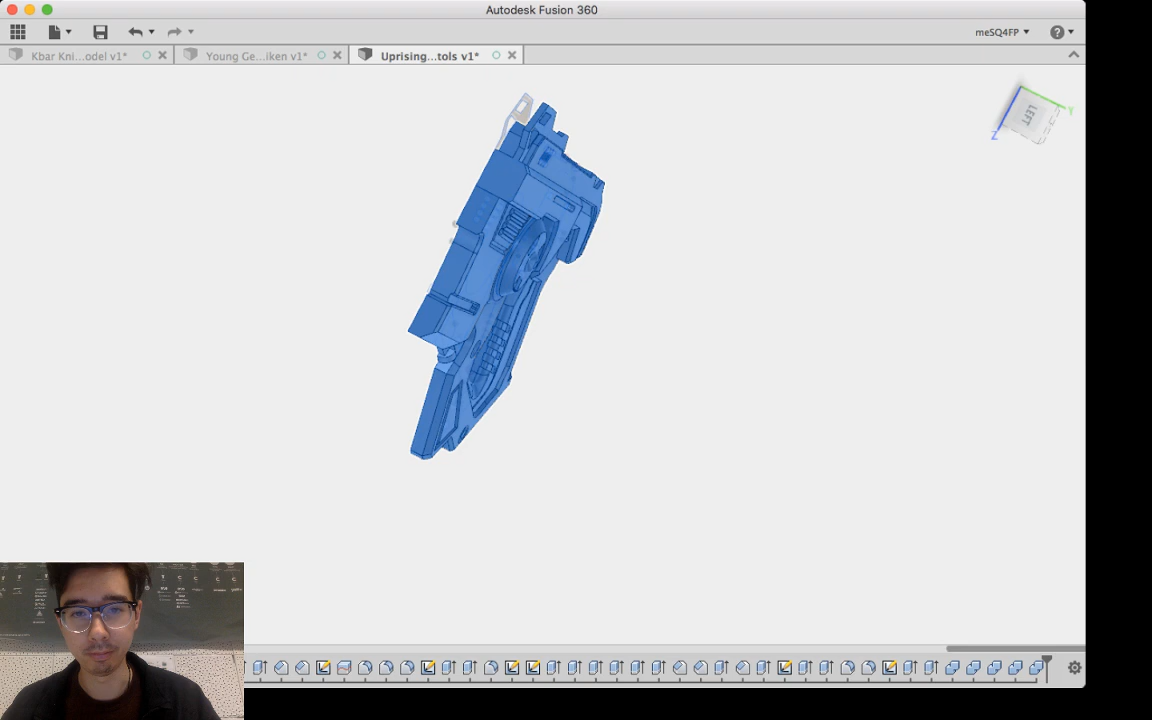 Autodesk Fusion 360
meSQ4FP
Kbar Kni...odel v1*
Young Ge...iken v1*
Uprising...tols v1*
LEFT
Y
Z